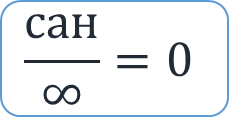 сан
∞ = 0